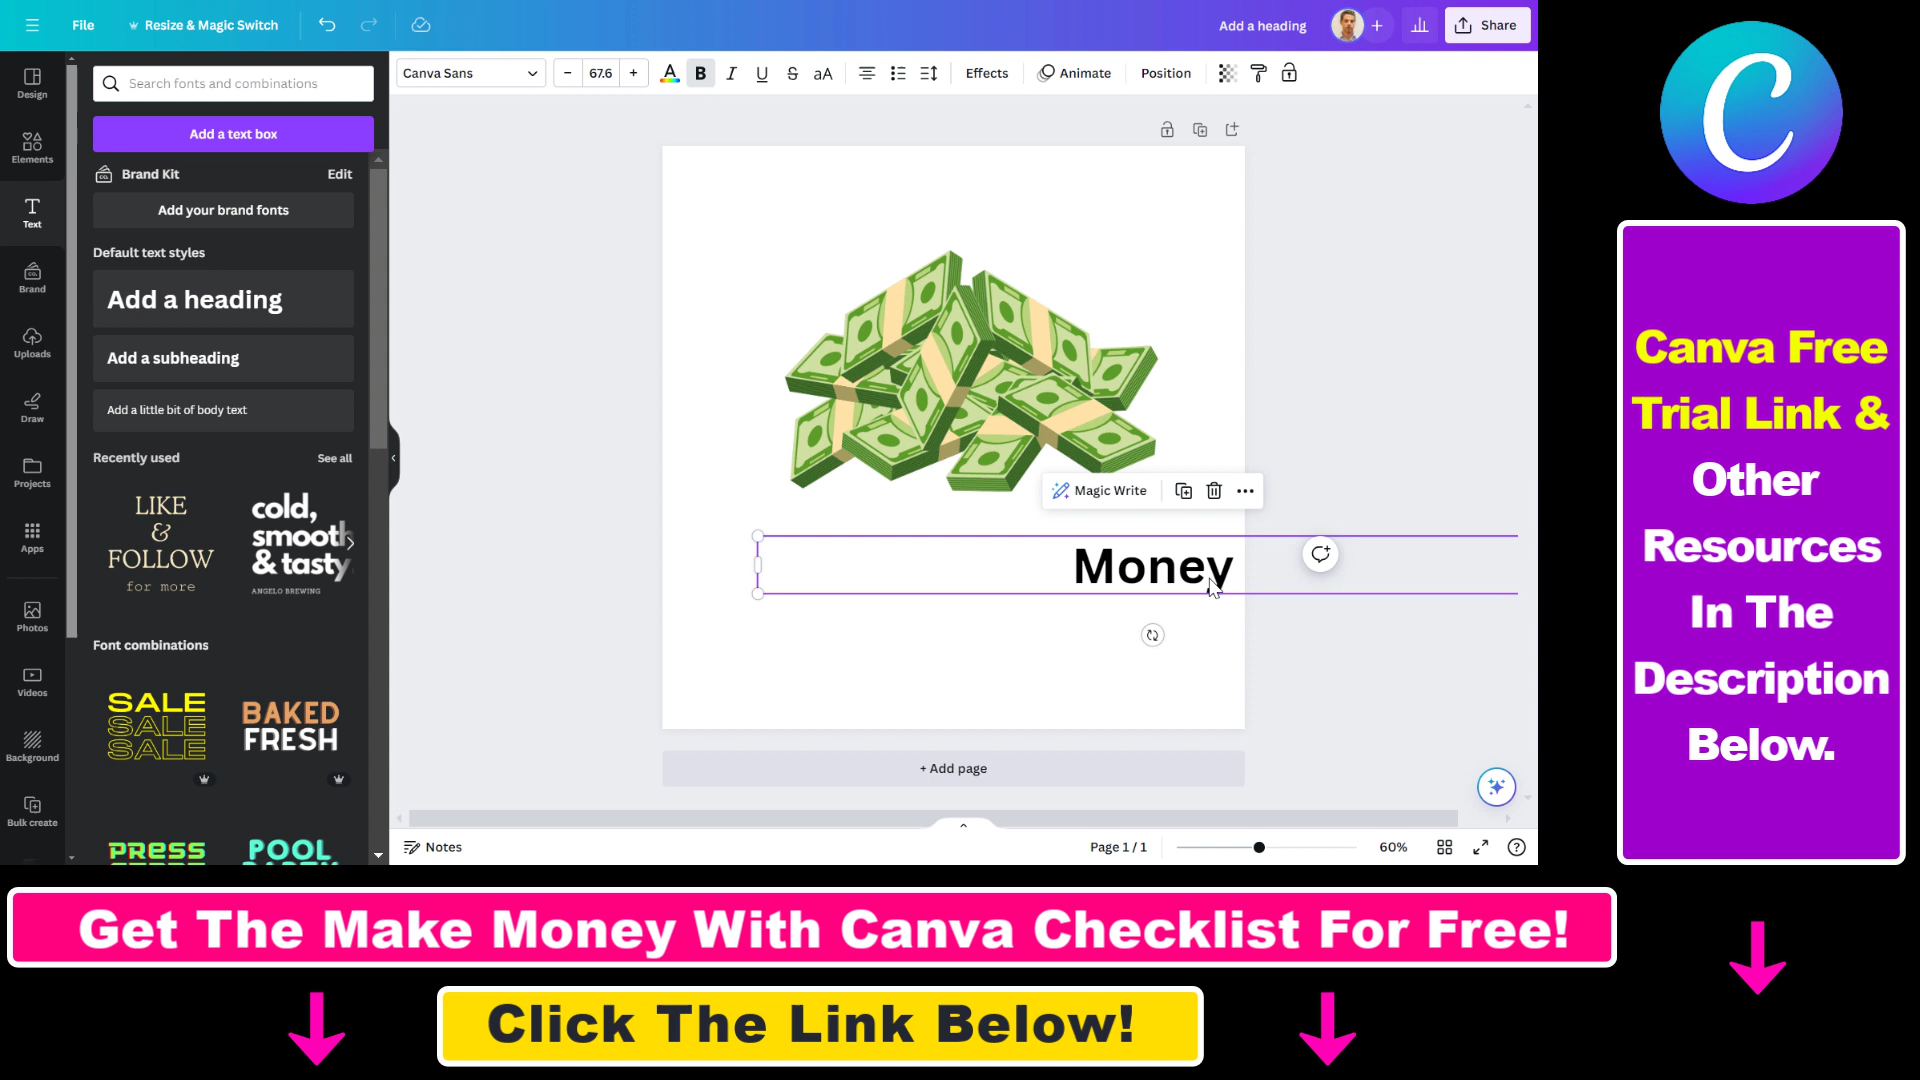 File
Resize & Magic Switch
Add a heading
Share
Canva Sans
– 67.6 +
A B I U S aA
Effects
Animate
Position
Design
Elements
Text
Brand
Uploads
Draw
Projects
Apps
Photos
Videos
Background
Bulk create
Search fonts and combinations
Add a text box
Brand Kit
Edit
Add your brand fonts
Default text styles
Add a heading
Add a subheading
Add a little bit of body text
Recently used
See all
LIKE
&
FOLLOW
for more
cold,
smooth
& tasty.
ANGELO BREWING
Font combinations
SALE
SALE
SALE
BAKED
FRESH
PRESS
POOL
Magic Write
Money
+ Add page
Notes
Page 1 / 1
60%
C
Canva Free
Trial Link &
Other
Resources
In The
Description
Below.
Get The Make Money With Canva Checklist For Free!
Click The Link Below!